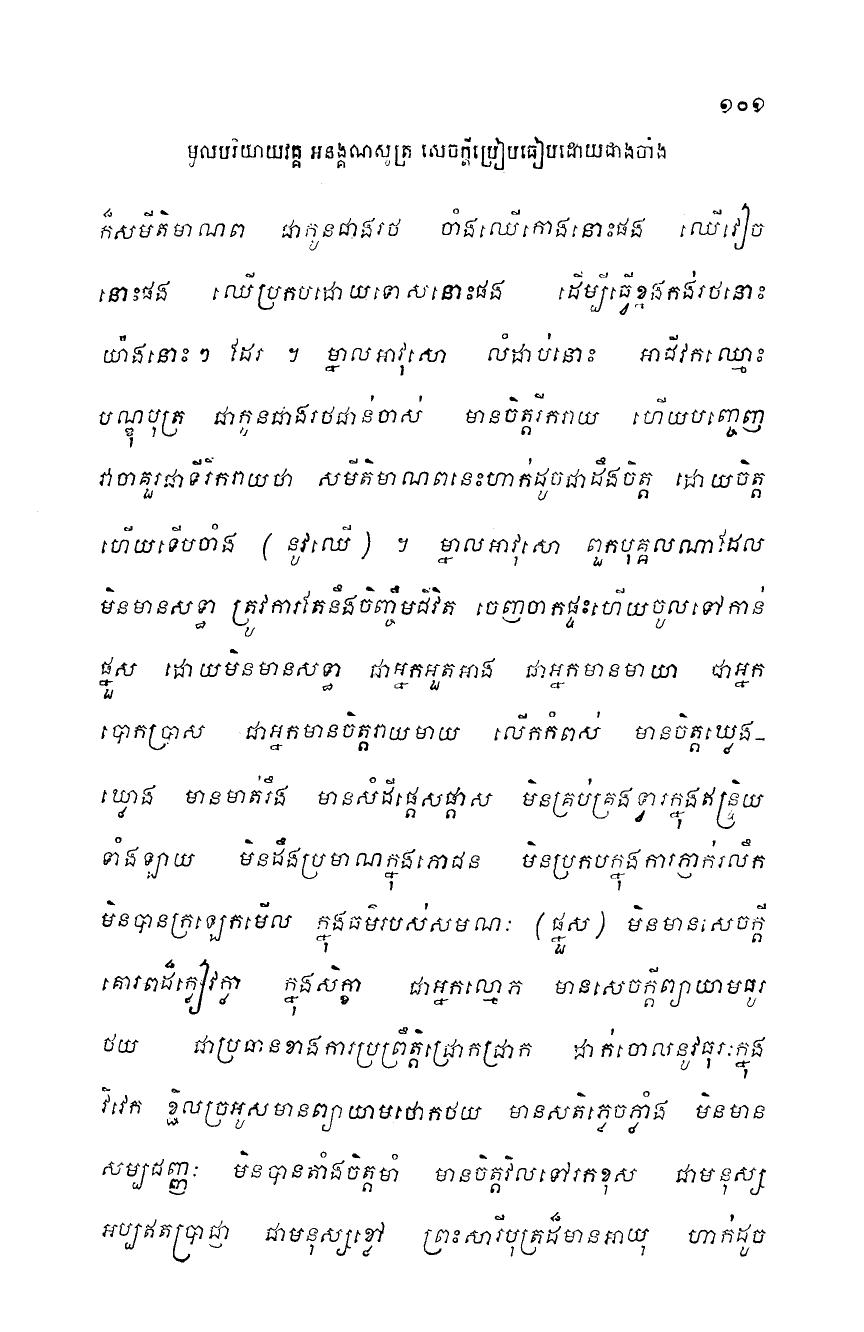 ១០១
មូលបរិយាយវគ្គ អនង្គណសូត្រ សេចក្ដីប្រៀបធៀបដោយជាងចាំង
ក៏សមីតិមាណព ជាកូនជាងរថ ចាំងឈើកោងនោះផង ឈើវៀច
នោះផង ឈើប្រកបដោយទោសនោះផង ដើម្បីធ្វើខ្នងកង់រថនោះ
យ៉ាងនោះៗ ដែរ ។ ម្នាលអាវុសោ លំដាប់នោះ អាជីវកឈ្មោះ
បណ្ឌុបុត្រ ជាកូនជាងរថជាន់ចាស់ មានចិត្តរីករាយ ហើយបញ្ចេញ
វាចាគួរជាទីរីករាយថា សមីតិមាណពនេះហាក់ដូចជាដឹងចិត្ត ដោយចិត្ត
ហើយទើបចាំង ( នូវឈើ ) ។ ម្នាលអាវុសោ ពួកបុគ្គលណាដែល
មិនមានសទ្ធា ត្រូវការតែនឹងចិញ្ចឹមជីវិត ចេញចាកផ្ទះហើយចូលទៅកាន់
ផ្នួស ដោយមិនមានសទ្ធា ជាអ្នកអួតអាង ជាអ្នកមានមាយា ជាអ្នក
បោកប្រាស ជាអ្នកមានចិត្តរាយមាយ លើកកំពស់ មានចិត្តឃ្វេង-
ឃ្វាង មានមាត់រឹង មានសំដីផ្ដេសផ្ដាស មិនគ្រប់គ្រងទ្វារក្នុងឥន្ទ្រិយ
ទាំងឡាយ មិនដឹងប្រមាណក្នុងភោជន មិនប្រកបក្នុងការភ្ញាក់រលឹក
មិនបានក្រឡេកមើល ក្នុងធម៌របស់សមណៈ (ផ្នួស) មិនមានសេចក្ដី
គោរពដ៏ក្លៀវក្លា ក្នុងសិក្ខា ជាអ្នកល្មោភ មានសេចក្ដីព្យាយាមធូរ
ថយ ជាប្រធានខាងការប្រព្រឹត្តិជ្រោកជ្រាក ដាក់ចោលនូវធុរៈក្នុង
វិវេក ខ្ជិលច្រអូសមានព្យាយាមថោកថយ មានសតិភ្លេចភ្លាំង មិនមាន
សម្បជញ្ញៈ មិនបានតាំងចិត្តមាំ មានចិត្តវិលទៅរកខុស ជាមនុស្ស
អប្បឥតប្រាជ្ញា ជាមនុស្សខ្លៅ ព្រះសារីបុត្រដ៏មានអាយុ ហាក់ដូច